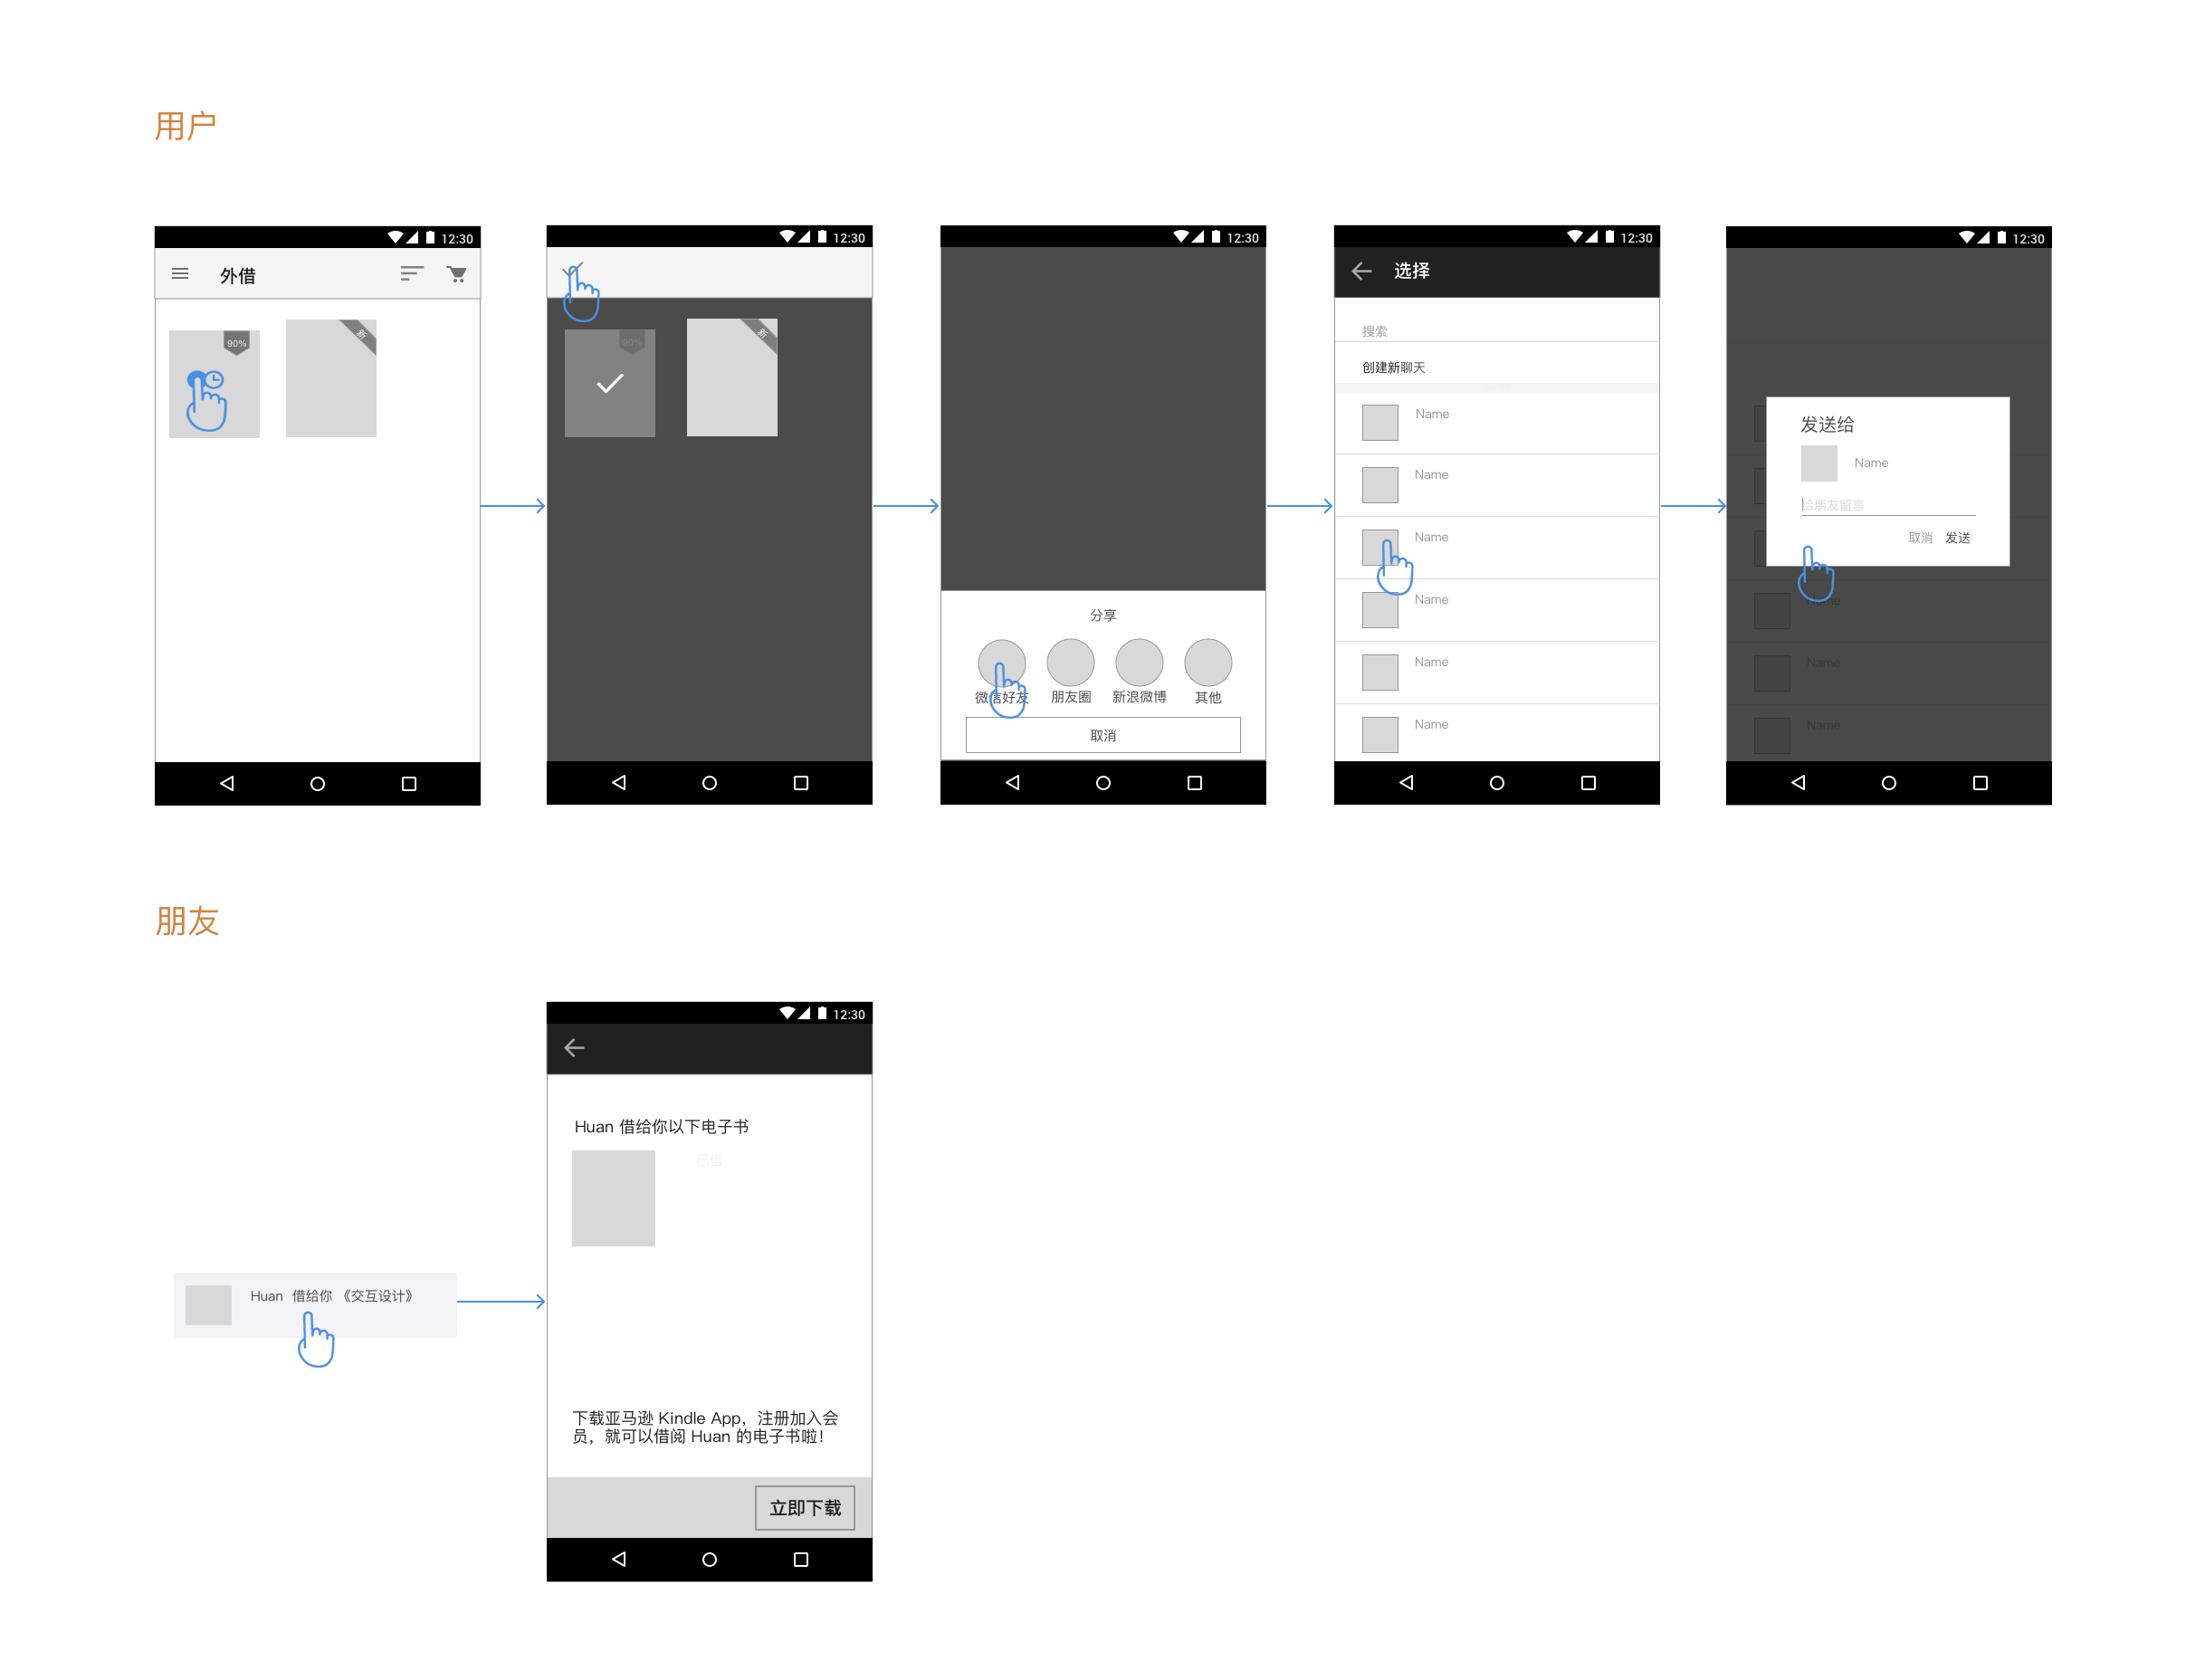 用户
12:30
外借
90%
新
12:30
90%
新
12:30
分享
微信好友 朋友圈 新浪微博 其他
取消
12:30
选择
搜索
创建新聊天
Name
Name
Name
Name
Name
Name
12:30
发送给
Name
给朋友留言
取消 发送
Name
Name
Name
朋友
Huan 借给你 《交互设计》
12:30
Huan 借给你以下电子书
已借
下载亚马逊 Kindle App，注册加入会
员，就可以借阅 Huan 的电子书啦！
立即下载